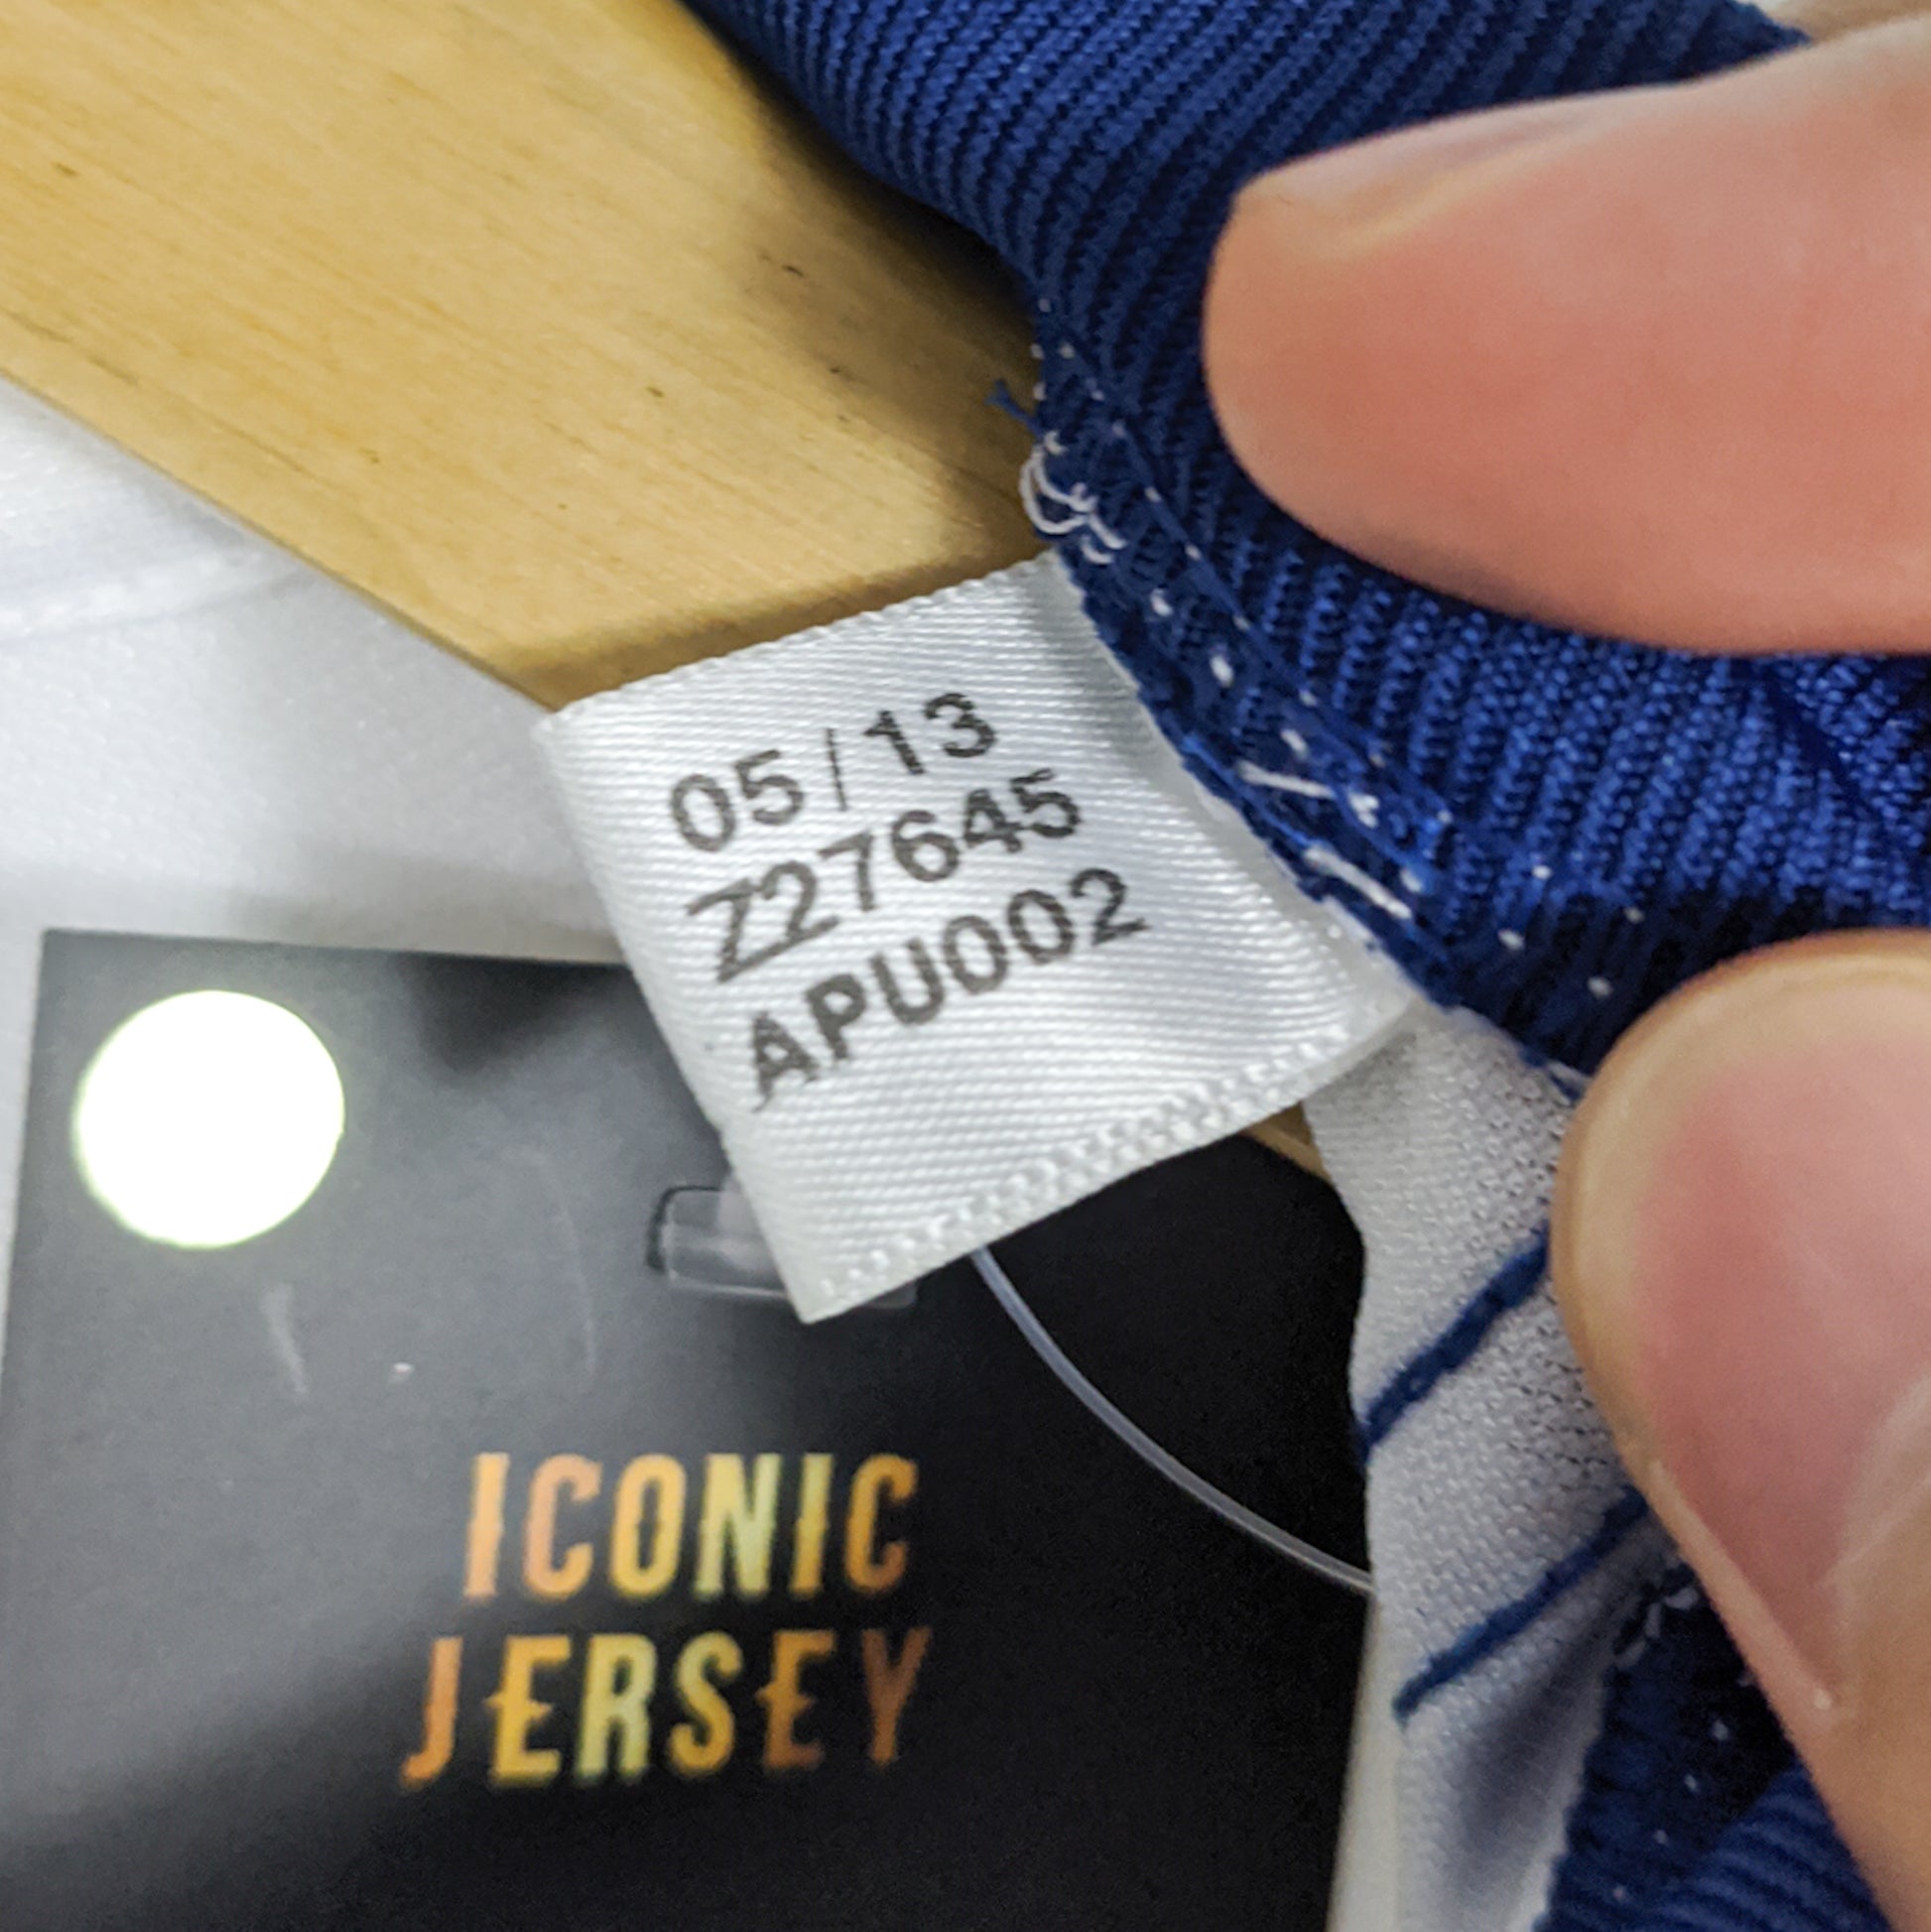 05/13
Z27645
APU002
ICONIC
JERSEY